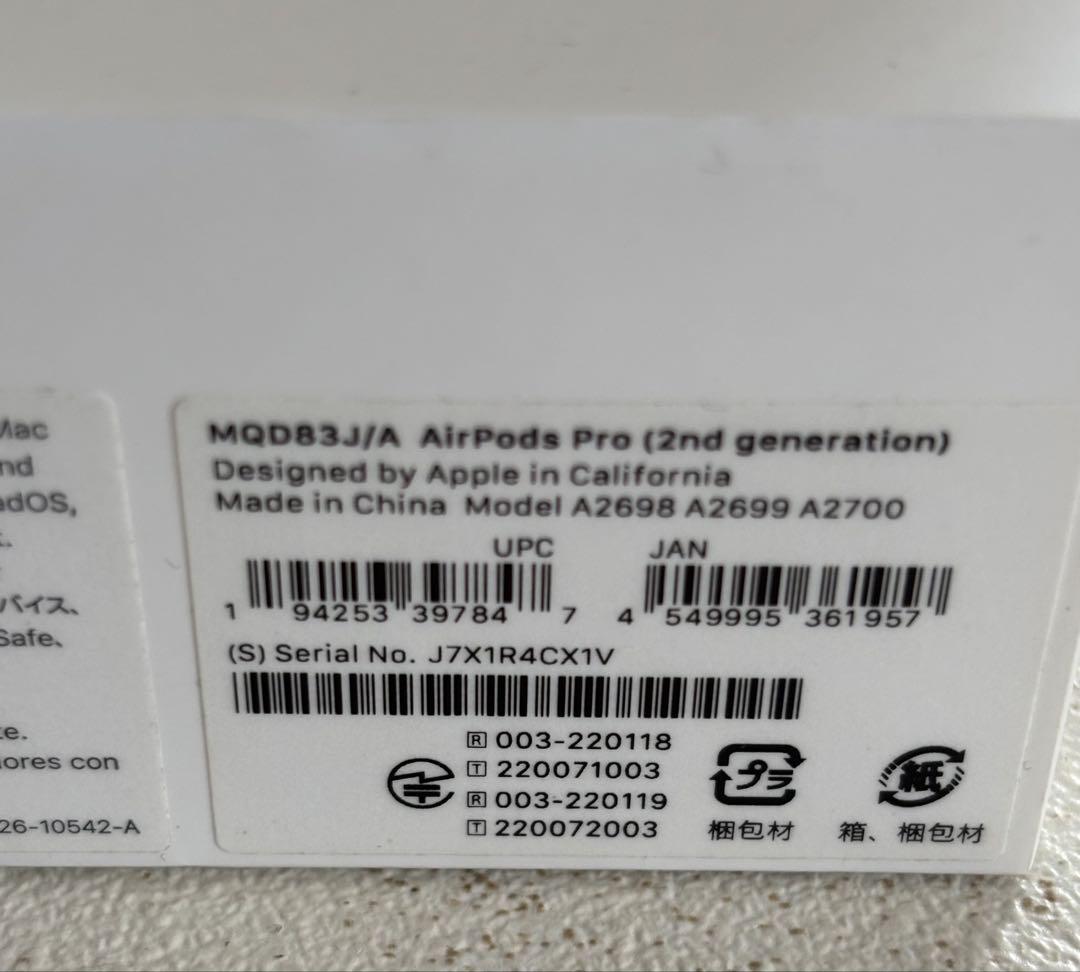 Mac
nd
adOS,
バイス、
Safe、
te.
ores con
26-10542-A
MQD83J/A AirPods Pro (2nd generation)
Designed by Apple in California
Made in China Model A2698 A2699 A2700
UPC JAN
1 94253 39784 7 4 549995 361957
(S) Serial No. J7X1R4CX1V
R 003-220118
T 220071003
R 003-220119
T 220072003
プラ
梱包材
紙
箱、梱包材